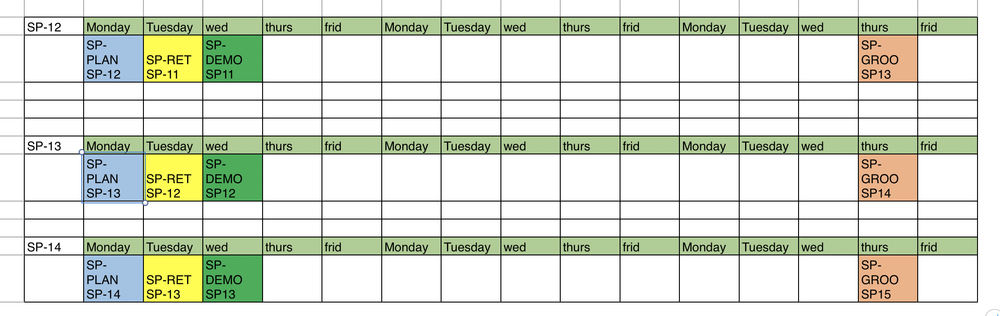 SP-12 Monday Tuesday wed thurs frid Monday Tuesday wed thurs frid Monday Tuesday wed thurs frid
SP-
PLAN
SP-12
SP-RET
SP-11
SP-
DEMO
SP11
SP-
GROO
SP13
SP-13 Monday Tuesday wed thurs frid Monday Tuesday wed thurs frid Monday Tuesday wed thurs frid
SP-
PLAN
SP-13
SP-RET
SP-12
SP-
DEMO
SP12
SP-
GROO
SP14
SP-14 Monday Tuesday wed thurs frid Monday Tuesday wed thurs frid Monday Tuesday wed thurs frid
SP-
PLAN
SP-14
SP-RET
SP-13
SP-
DEMO
SP13
SP-
GROO
SP15